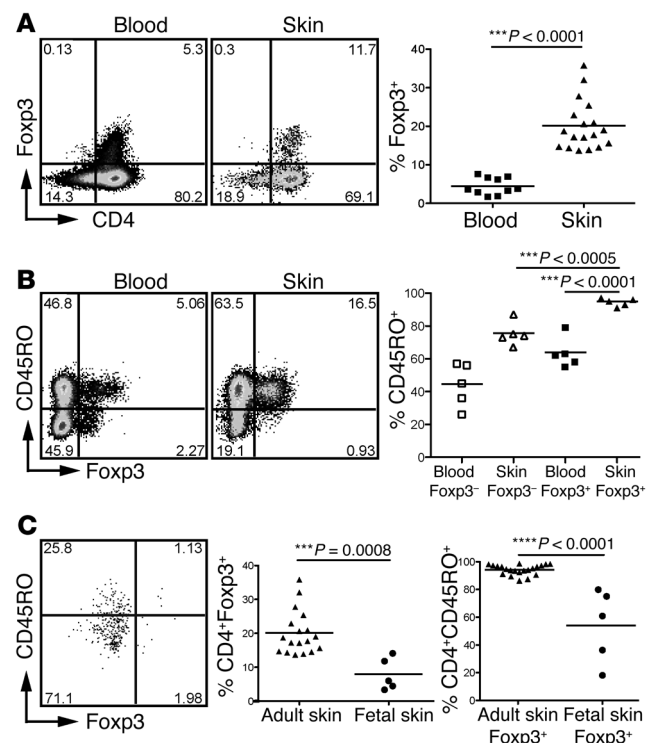 A
Blood
Skin
0.13
5.3
0.3
11.7
Foxp3
14.3
80.2
18.9
69.1
CD4
***P < 0.0001
% Foxp3⁺
40
30
20
10
0
Blood
Skin
B
Blood
Skin
46.8
5.06
63.5
16.5
CD45RO
45.9
2.27
19.1
0.93
Foxp3
***P < 0.0005
***P < 0.0001
% CD45RO⁺
100
80
60
40
20
0
Blood Skin Blood Skin
Foxp3⁻ Foxp3⁻ Foxp3⁺ Foxp3⁺
C
25.8
1.13
CD45RO
71.1
1.98
Foxp3
***P = 0.0008
% CD4⁺Foxp3⁺
40
30
20
10
0
Adult skin Fetal skin
****P < 0.0001
% CD4⁺CD45RO⁺
100
80
60
40
20
0
Adult skin Fetal skin
Foxp3⁺ Foxp3⁺